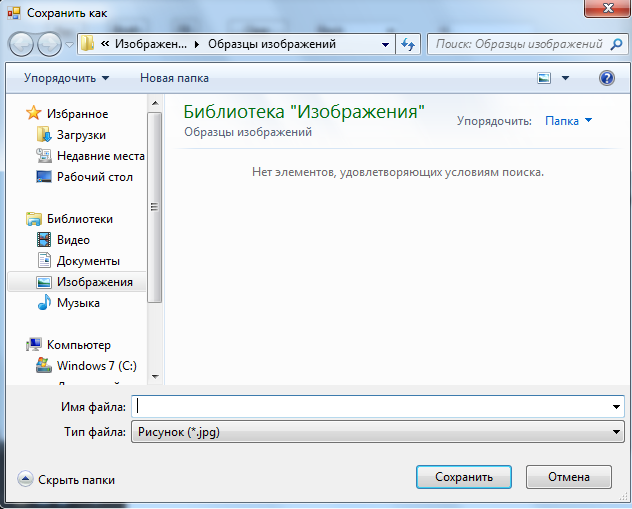 Сохранить как
« Изображен... Образцы изображений
Поиск: Образцы изображений
Упорядочить Новая папка
Избранное
Загрузки
Недавние места
Рабочий стол
Библиотеки
Видео
Документы
Изображения
Музыка
Компьютер
Windows 7 (C:)
Библиотека "Изображения"
Образцы изображений
Упорядочить: Папка
Нет элементов, удовлетворяющих условиям поиска.
Имя файла:
Тип файла: Рисунок (*.jpg)
Скрыть папки
Сохранить Отмена